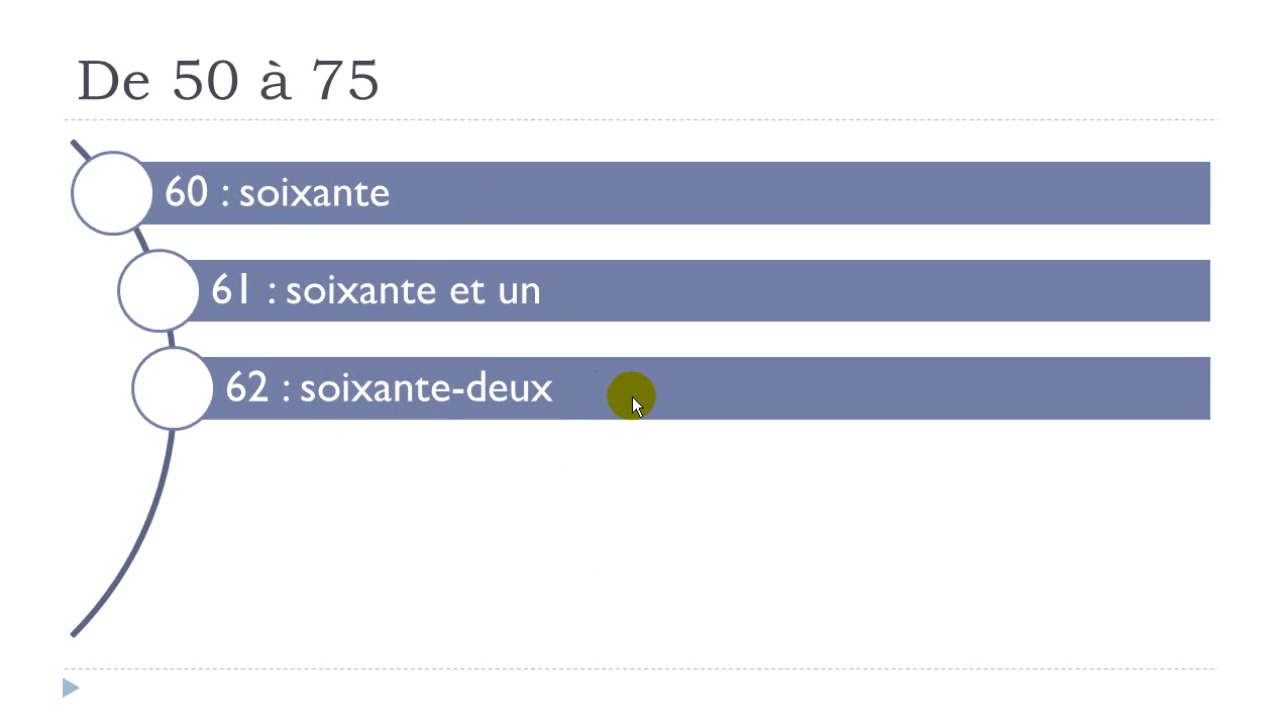 De 50 à 75
60 : soixante
61 : soixante et un
62 : soixante-deux